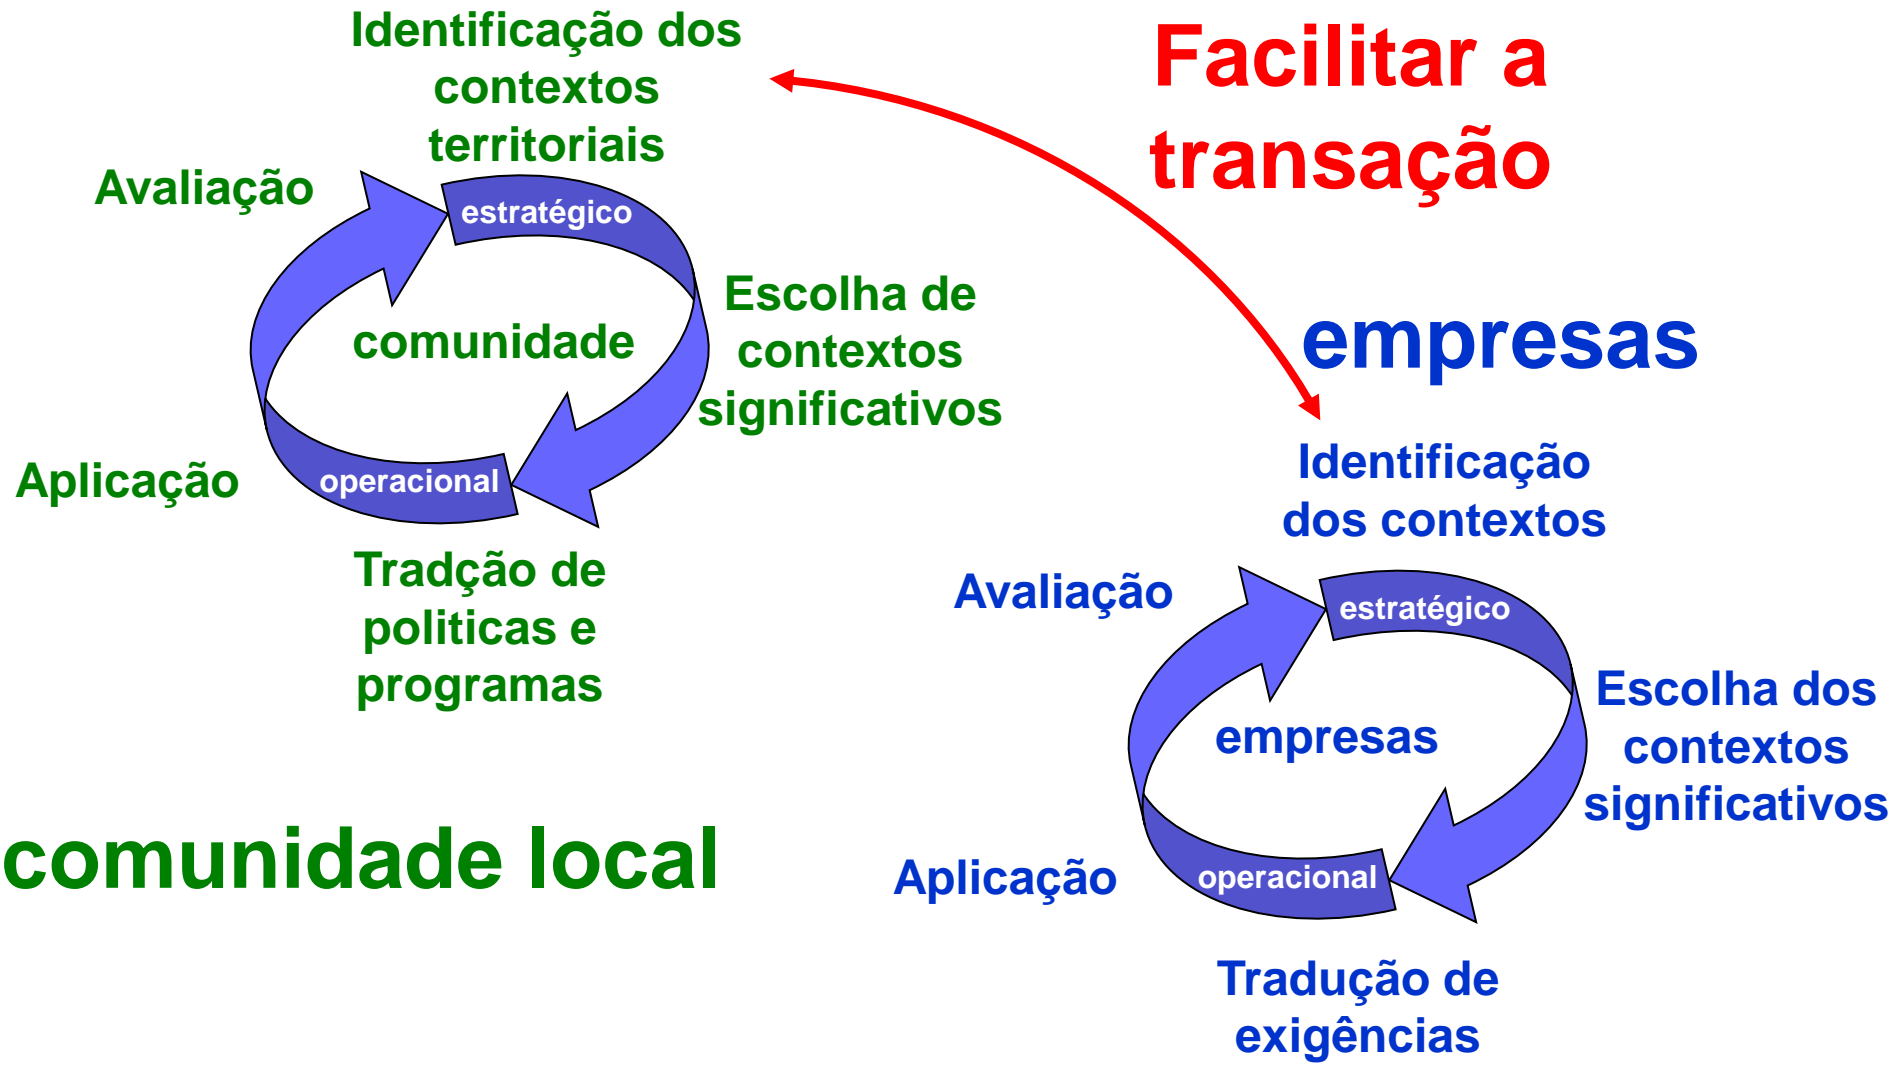 Identificação dos
contextos
territoriais
Facilitar a
transação
Avaliação
estratégico
Escolha de
contextos
significativos
comunidade
empresas
Aplicação
operacional
Identificação
dos contextos
Tradção de
politicas e
programas
Avaliação
estratégico
Escolha dos
contextos
significativos
empresas
comunidade local
Aplicação
operacional
Tradução de
exigências